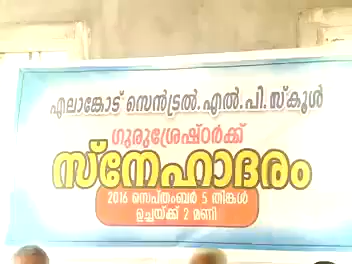 എലാങ്കോട് സെൻട്രൽ.എൽ.പി.സ്കൂൾ
ഗുരുശ്രേഷ്ഠർക്ക്
സ്നേഹാദരം
2016 സെപ്തംബർ 5 തിങ്കൾ
ഉച്ചയ്ക്ക് 2 മണി